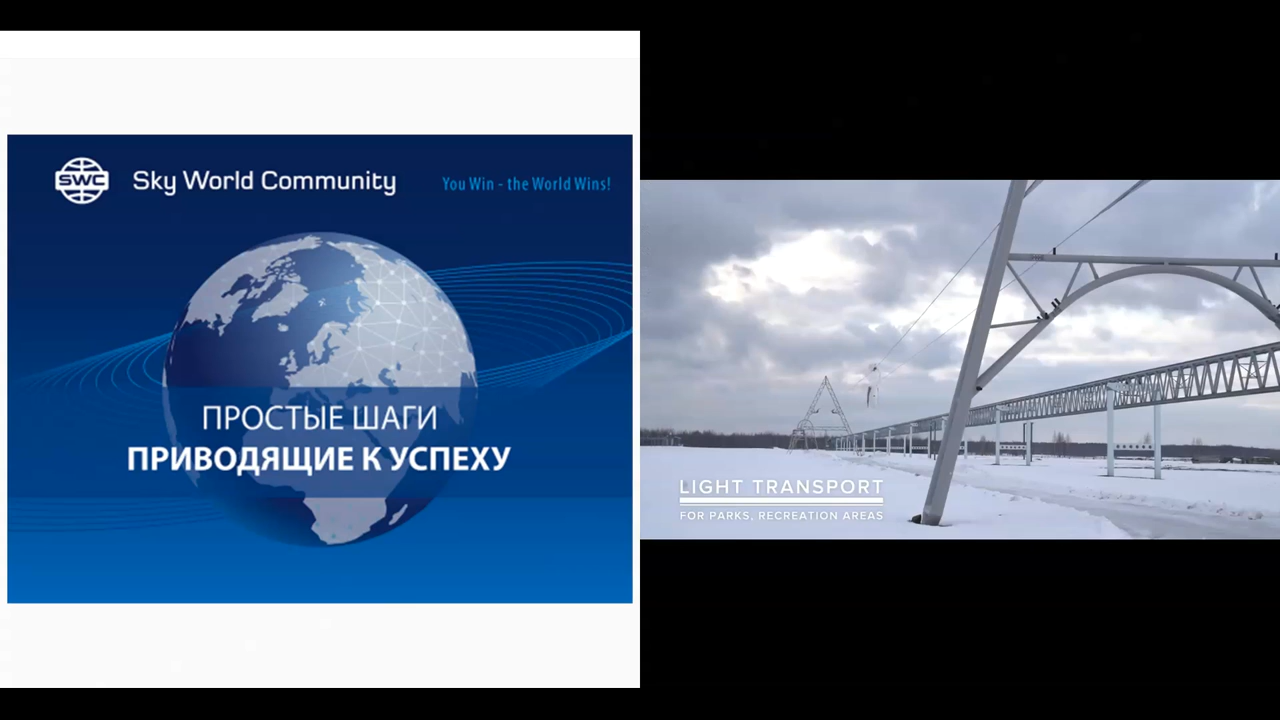 SWC
Sky World Community
You Win - the World Wins!
ПРОСТЫЕ ШАГИ
ПРИВОДЯЩИЕ К УСПЕХУ
LIGHT TRANSPORT
FOR PARKS, RECREATION AREAS